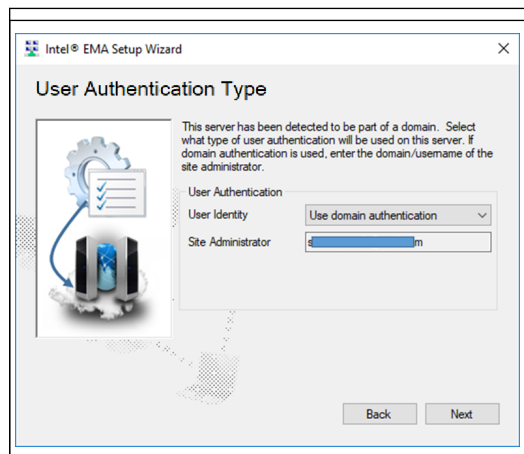 Intel® EMA Setup Wizard
User Authentication Type
This server has been detected to be part of a domain. Select
what type of user authentication will be used on this server. If
domain authentication is used, enter the domain/username of the
site administrator.
User Authentication
User Identity
Use domain authentication
Site Administrator
s m
Back
Next